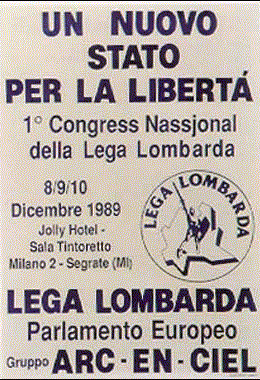 UN NUOVO
STATO
PER LA LIBERTÁ
1° Congress Nassjonal
della Lega Lombarda
8/9/10
Dicembre 1989
Jolly Hotel -
Sala Tintoretto
Milano 2 - Segrate (MI)
LEGA LOMBARDA
LEGA LOMBARDA
Parlamento Europeo
Gruppo ARC - EN - CIEL